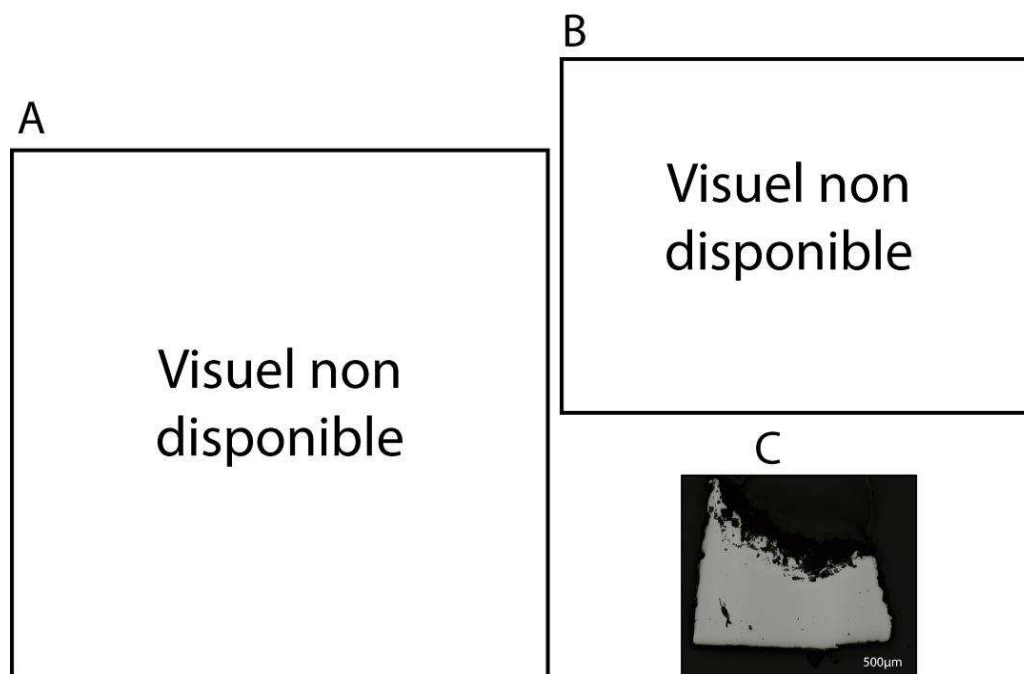 A
Visuel non
disponible
B
Visuel non
disponible
C
500µm